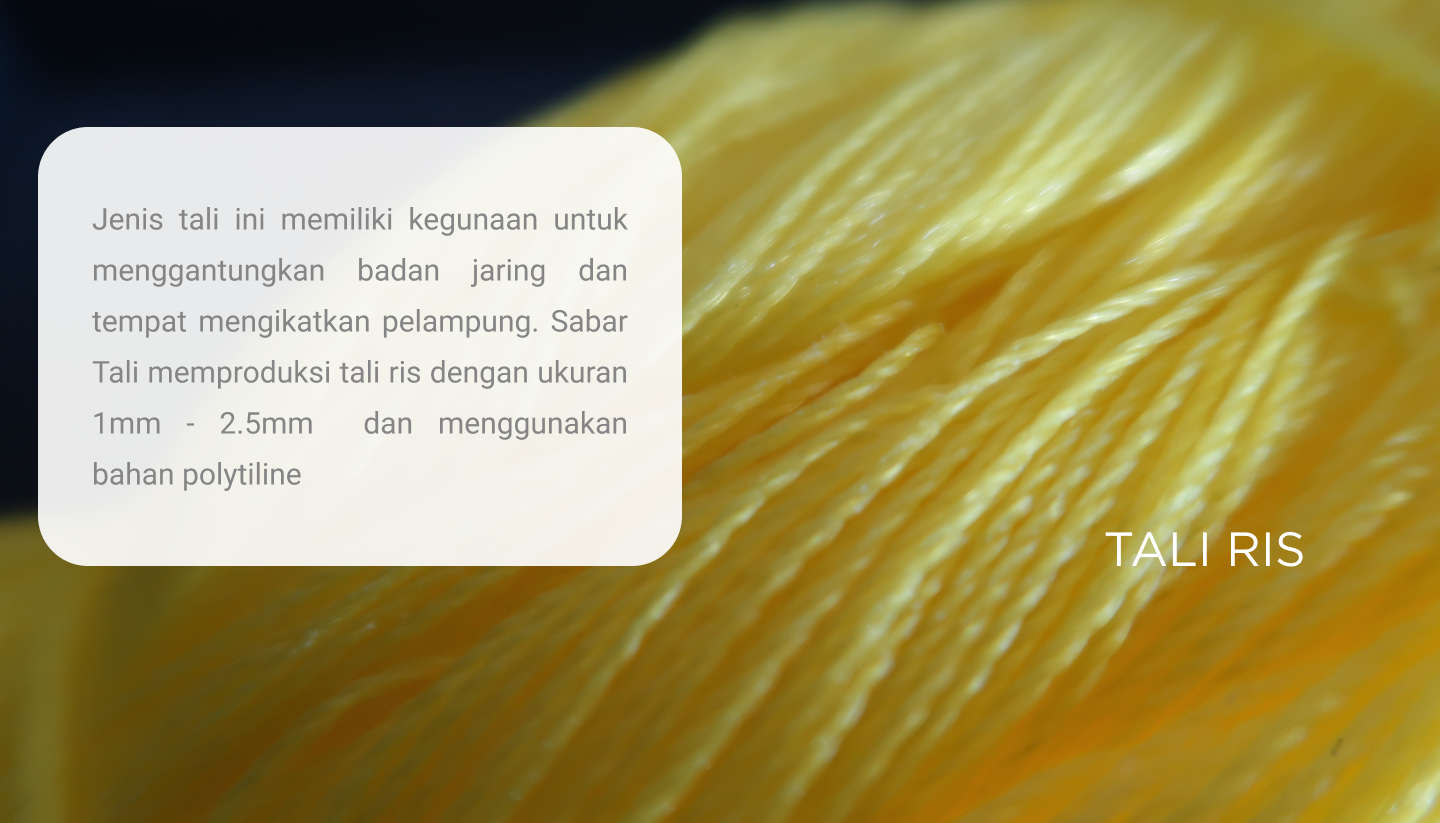 Jenis tali ini memiliki kegunaan untuk
menggantungkan badan jaring dan
tempat mengikatkan pelampung. Sabar
Tali memproduksi tali ris dengan ukuran
1mm - 2.5mm  dan menggunakan
bahan polytiline
TALI RIS